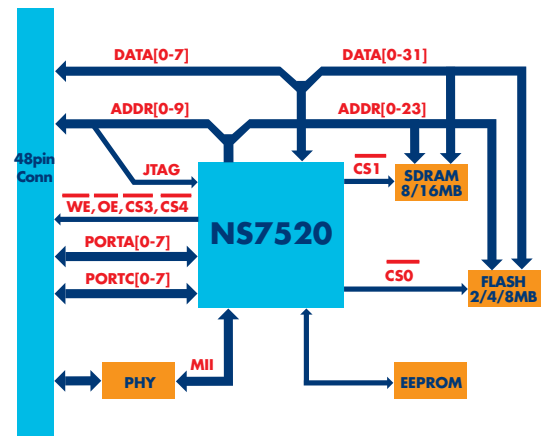 DATA[0-7]
DATA[0-31]
ADDR[0-9]
ADDR[0-23]
48pin
Conn
JTAG
CS1
SDRAM
8/16MB
WE, OE, CS3, CS4
NS7520
PORTA[0-7]
CS0
PORTC[0-7]
FLASH
2/4/8MB
MII
PHY
EEPROM